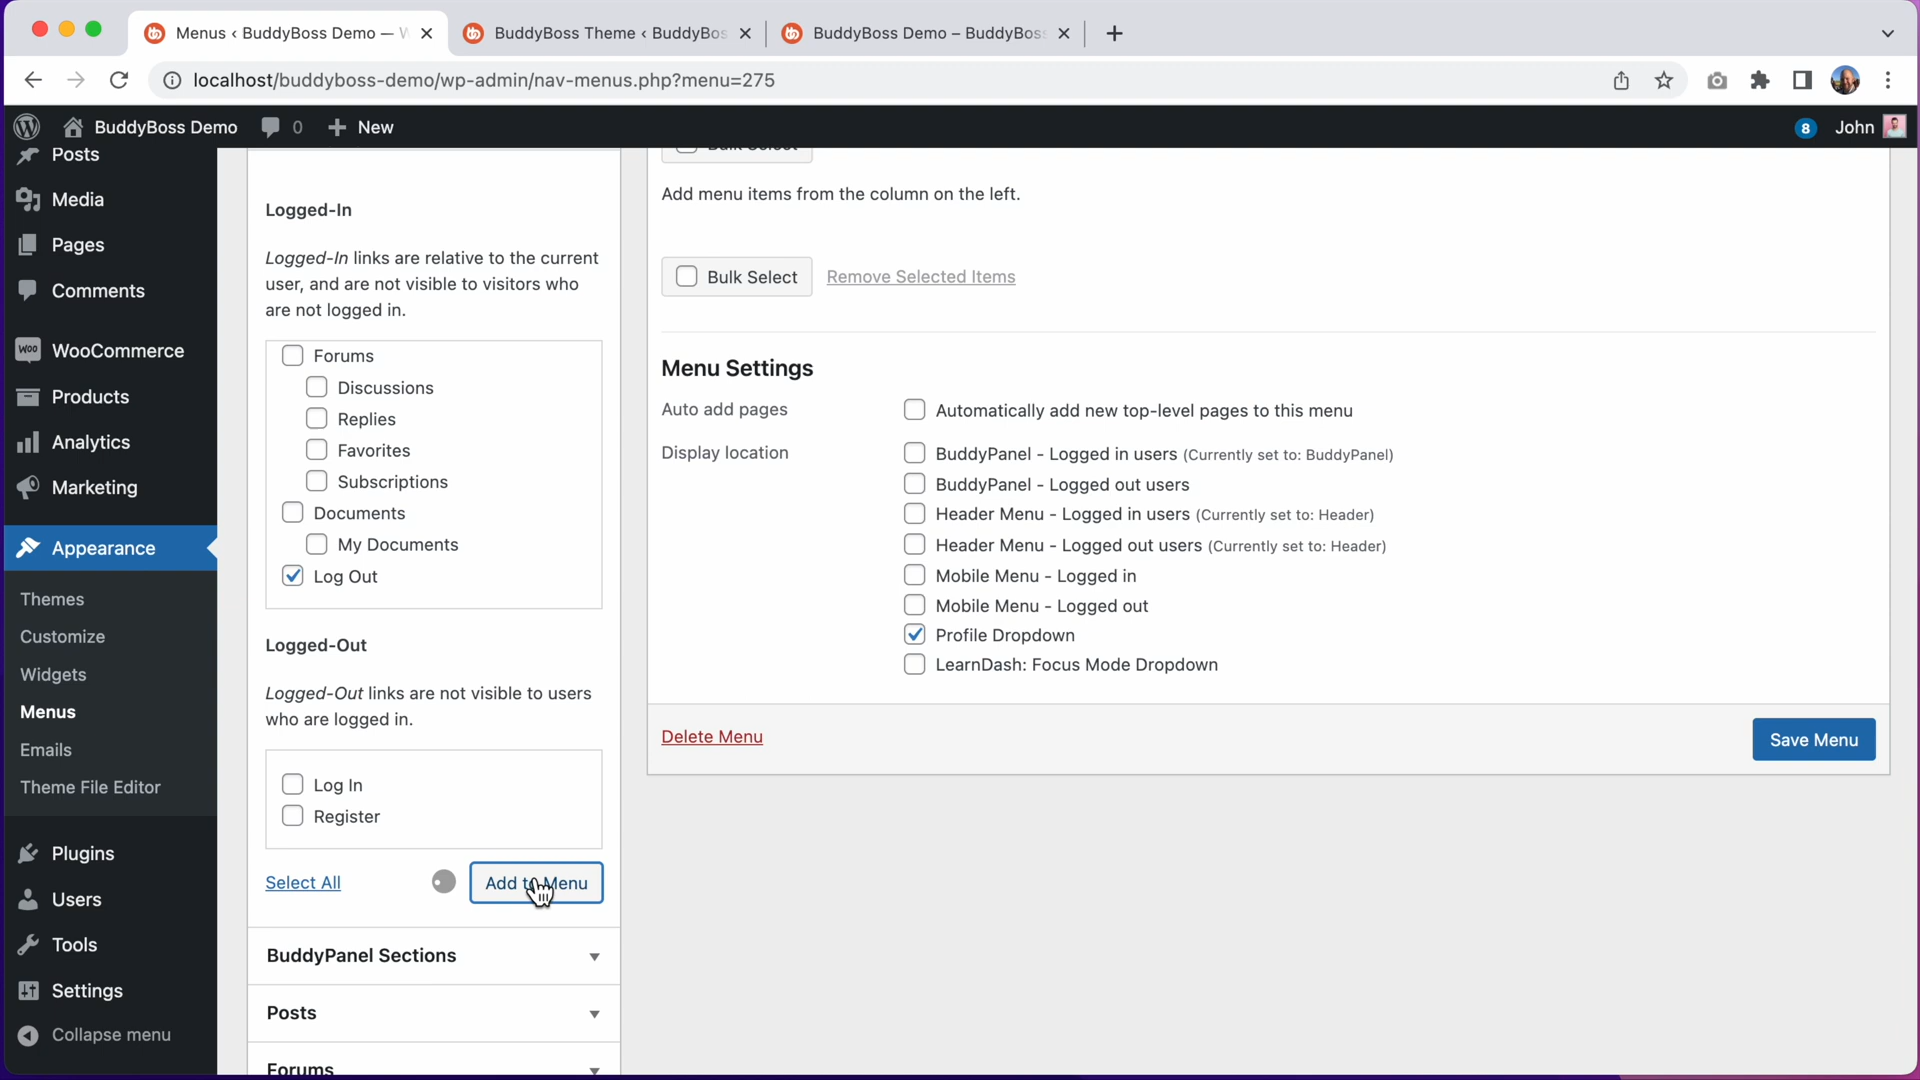 Menus ‹ BuddyBoss Demo — W
BuddyBoss Theme ‹ BuddyBos
BuddyBoss Demo – BuddyBoss
localhost/buddyboss-demo/wp-admin/nav-menus.php?menu=275
BuddyBoss Demo
0
New
8
John
Posts
Media
Pages
Comments
WooCommerce
Products
Analytics
Marketing
Appearance
Themes
Customize
Widgets
Menus
Emails
Theme File Editor
Plugins
Users
Tools
Settings
Collapse menu
Logged-In
Logged-In links are relative to the current
user, and are not visible to visitors who
are not logged in.
Forums
Discussions
Replies
Favorites
Subscriptions
Documents
My Documents
Log Out
Logged-Out
Logged-Out links are not visible to users
who are logged in.
Log In
Register
Select All
Add to Menu
BuddyPanel Sections
Posts
Forums
Bulk Select
Add menu items from the column on the left.
Bulk Select
Remove Selected Items
Menu Settings
Auto add pages
Automatically add new top-level pages to this menu
Display location
BuddyPanel - Logged in users (Currently set to: BuddyPanel)
BuddyPanel - Logged out users
Header Menu - Logged in users (Currently set to: Header)
Header Menu - Logged out users (Currently set to: Header)
Mobile Menu - Logged in
Mobile Menu - Logged out
Profile Dropdown
LearnDash: Focus Mode Dropdown
Delete Menu
Save Menu